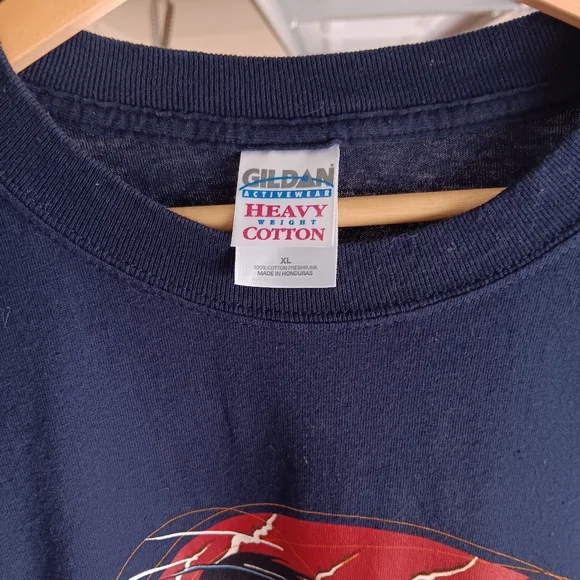 GILDAN®
ACTIVEWEAR
HEAVY
WEIGHT
COTTON
XL
100% COTTON PRESHRUNK
MADE IN HONDURAS